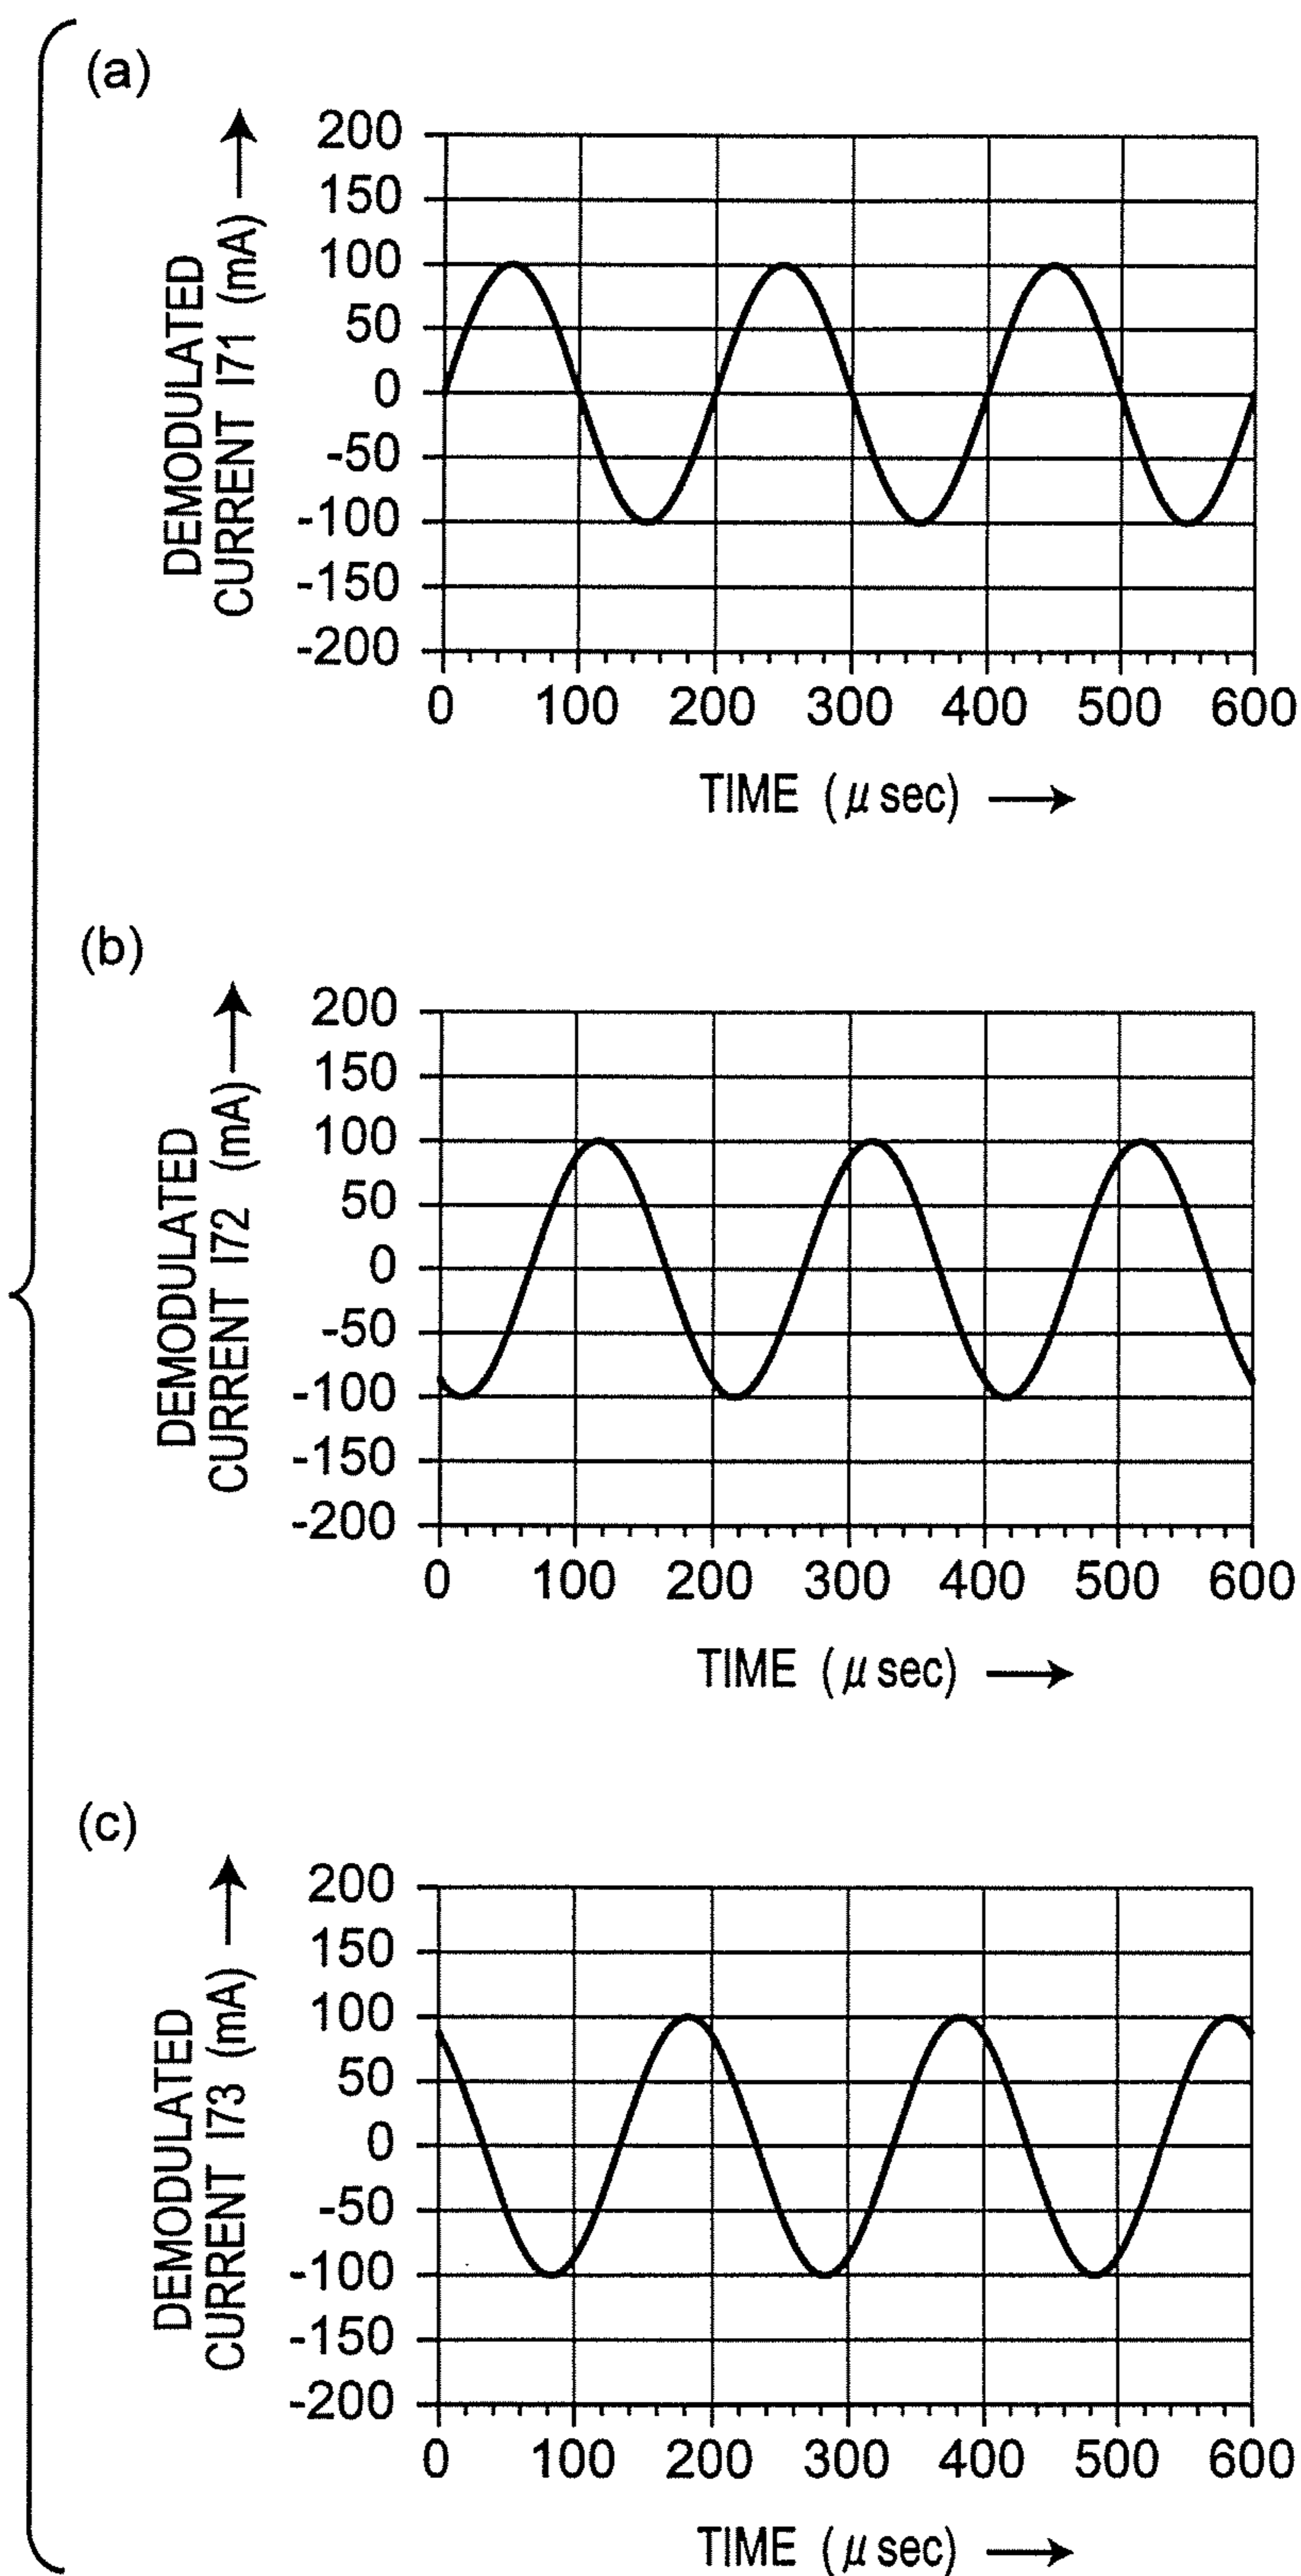 (a)
DEMODULATED
CURRENT I71 (mA)
200
150
100
50
0
-50
-100
-150
-200
0 100 200 300 400 500 600
TIME (μsec)
(b)
DEMODULATED
CURRENT I72 (mA)
200
150
100
50
0
-50
-100
-150
-200
0 100 200 300 400 500 600
TIME (μsec)
(c)
DEMODULATED
CURRENT I73 (mA)
200
150
100
50
0
-50
-100
-150
-200
0 100 200 300 400 500 600
TIME (μsec)